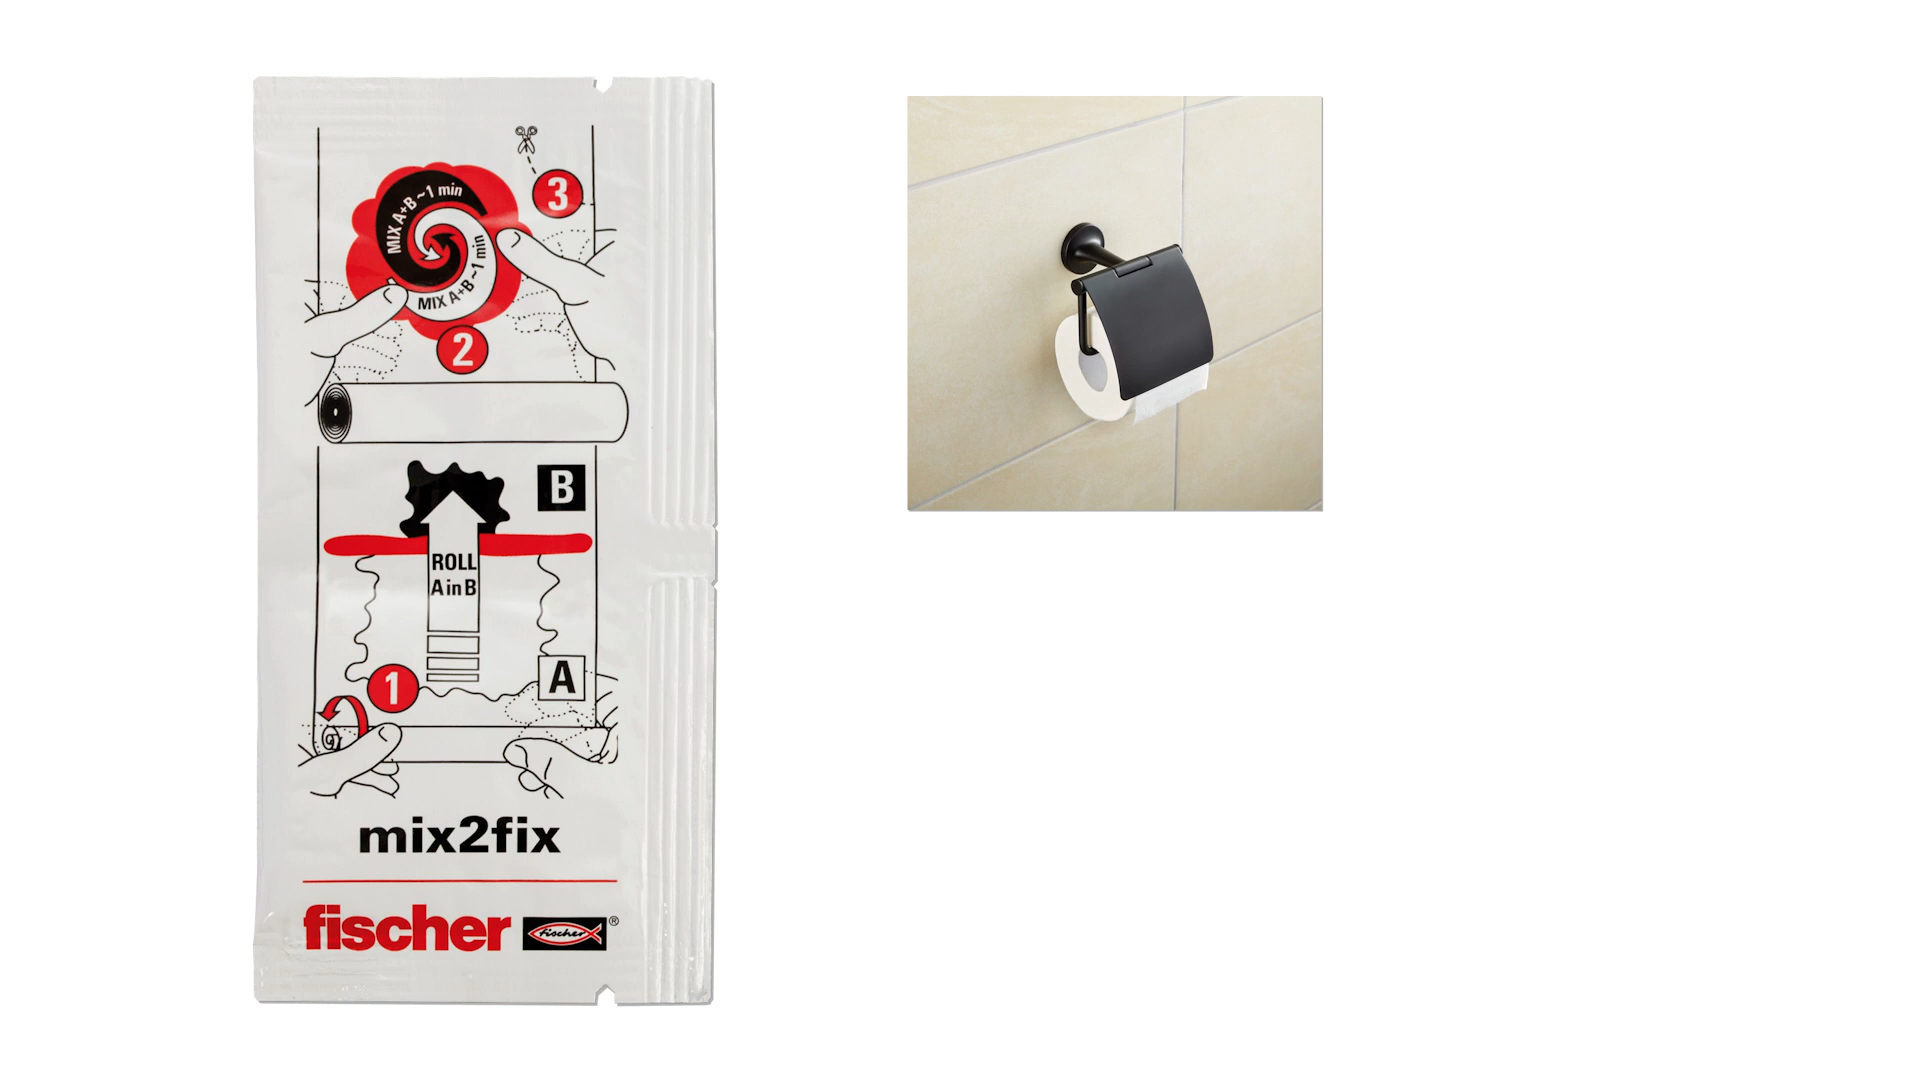 3
MIX A+B ~1 min
MIX A+B ~1 min
2
B
ROLL
A in B
A
1
mix2fix
fischer fischer ®